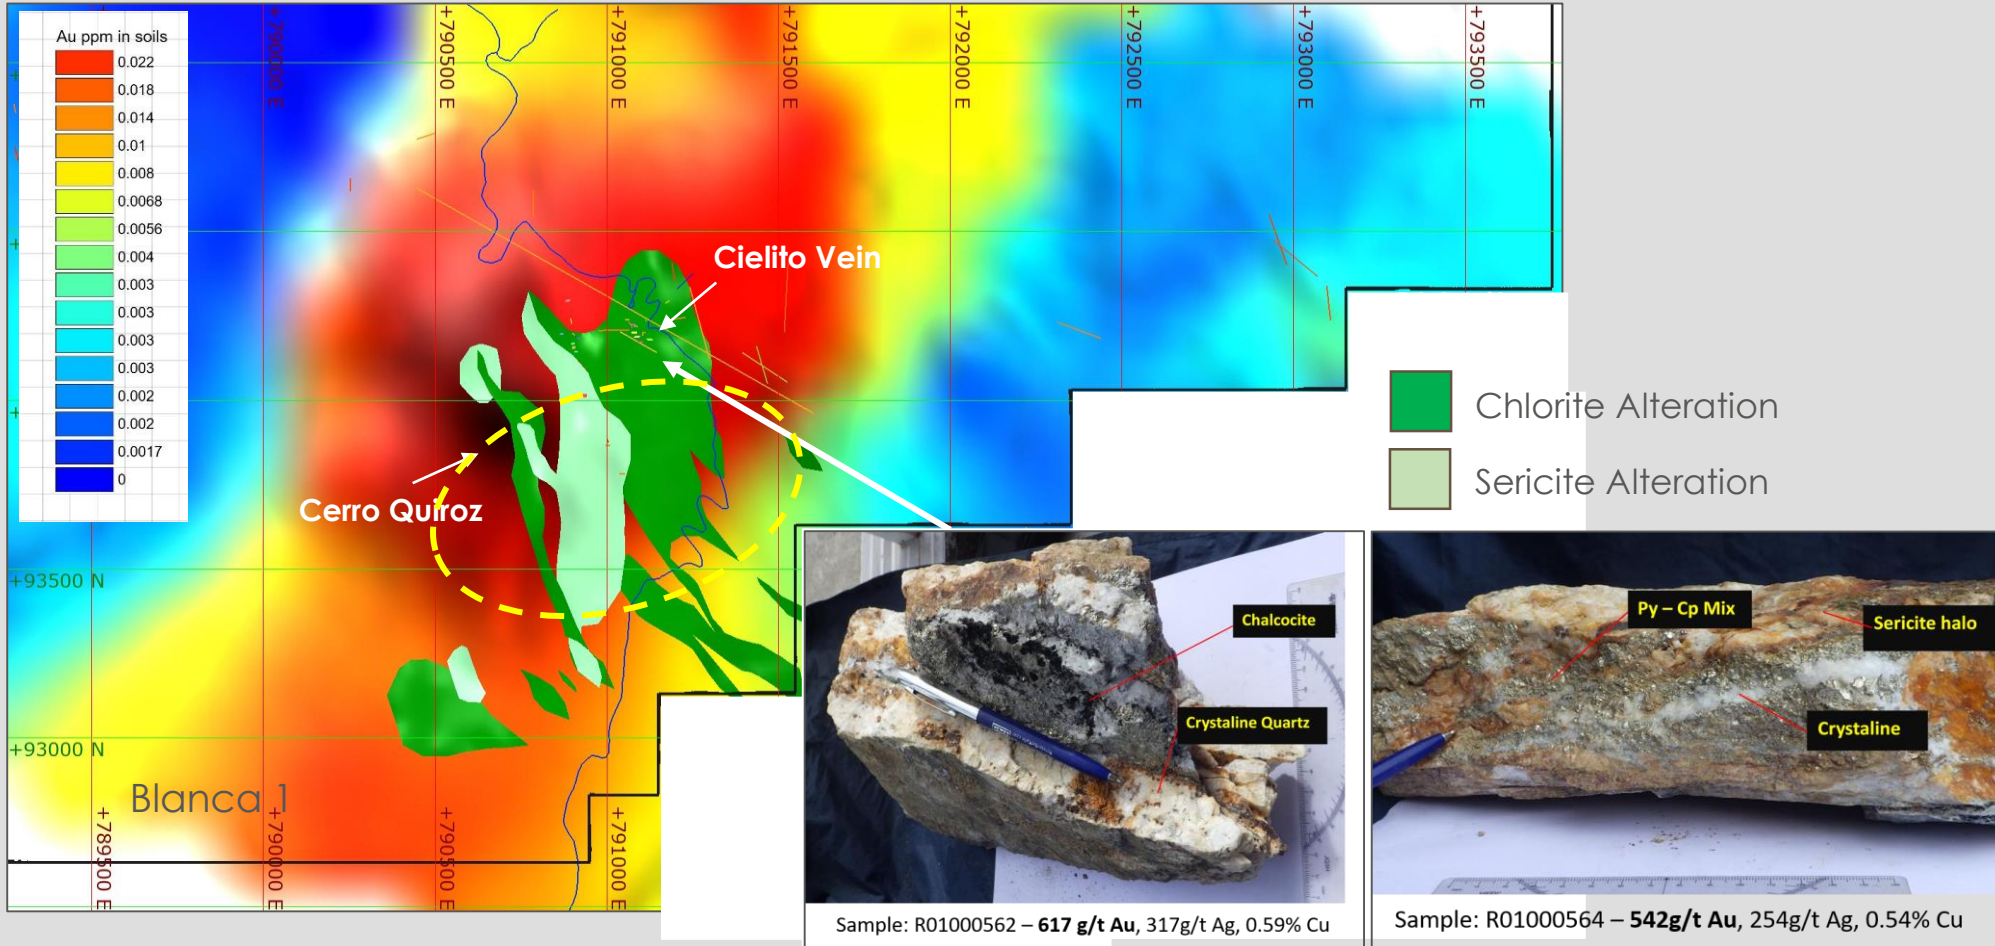 Au ppm in soils
0.022
0.018
0.014
0.01
0.008
0.0068
0.0056
0.004
0.003
0.003
0.003
0.003
0.002
0.002
0.0017
0
+790000 E
+790500 E
+791000 E
+791500 E
+792000 E
+792500 E
+793000 E
+793500 E
Cielito Vein
Cerro Quiroz
Chlorite Alteration
Sericite Alteration
+93500 N
+93000 N
Blanca 1
+789500 E
+790000 E
+790500 E
+791000 E
Chalcocite
Crystaline Quartz
Py – Cp Mix
Sericite halo
Crystaline
Sample: R01000562 – 617 g/t Au, 317g/t Ag, 0.59% Cu
Sample: R01000564 – 542g/t Au, 254g/t Ag, 0.54% Cu